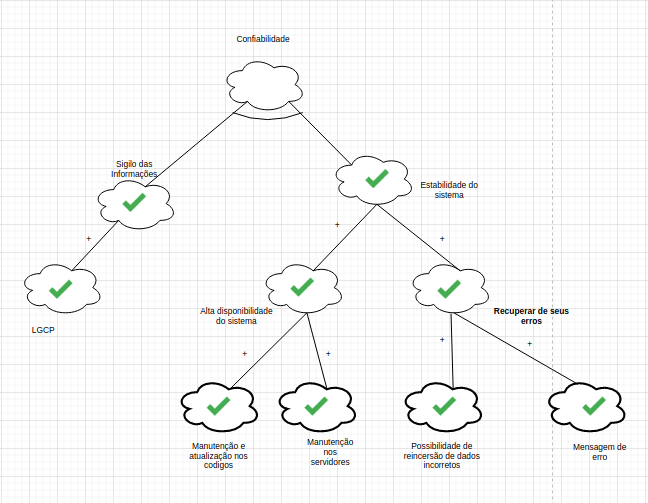 Confiabilidade
Sigilo das
Informações
Estabilidade do
sistema
+
+
+
LGCP
Alta disponibilidade
do sistema
Recuperar de seus
erros
+
+
+
+
Manutenção e
atualização nos
codigos
Manutenção
nos
servidores
Possibilidade de
reincersão de dados
incorretos
Mensagem de
erro